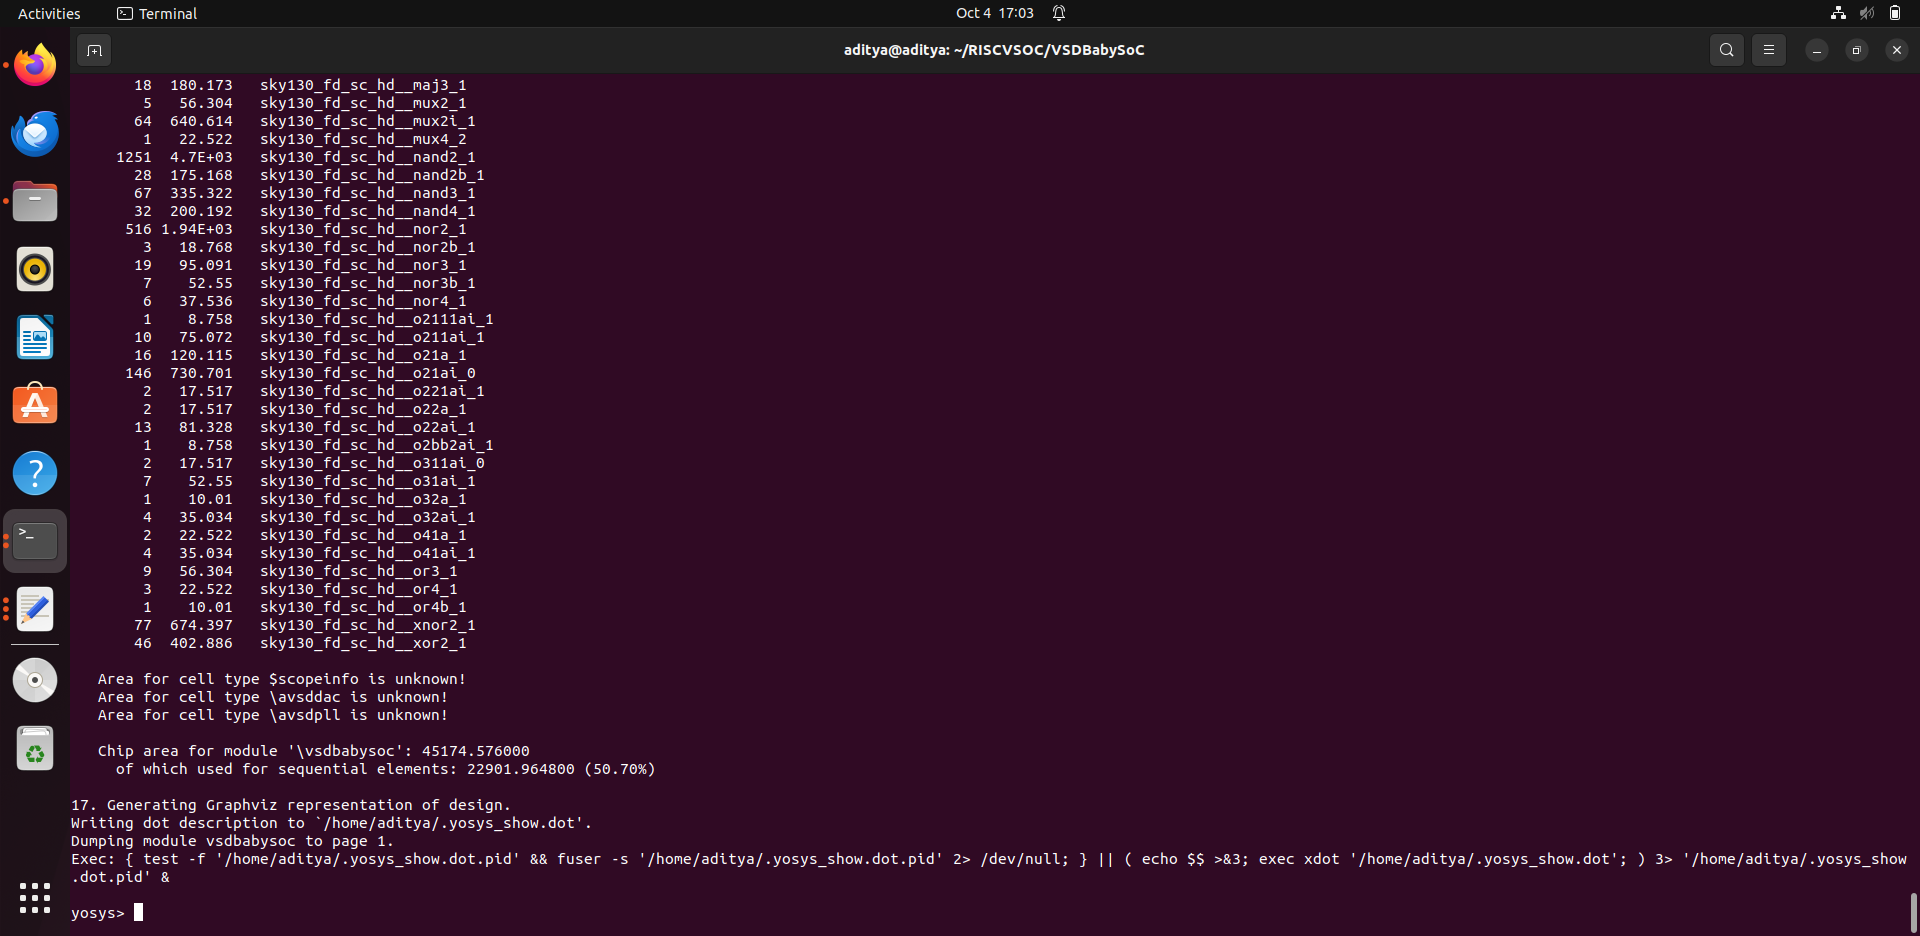 Activities
Terminal
Oct 4 17:03
aditya@aditya: ~/RISCVSOC/VSDBabySoC
18 180.173 sky130_fd_sc_hd__maj3_1
5 56.304 sky130_fd_sc_hd__mux2_1
64 640.614 sky130_fd_sc_hd__mux2i_1
1 22.522 sky130_fd_sc_hd__mux4_2
1251 4.7E+03 sky130_fd_sc_hd__nand2_1
28 175.168 sky130_fd_sc_hd__nand2b_1
67 335.322 sky130_fd_sc_hd__nand3_1
32 200.192 sky130_fd_sc_hd__nand4_1
516 1.94E+03 sky130_fd_sc_hd__nor2_1
3 18.768 sky130_fd_sc_hd__nor2b_1
19 95.091 sky130_fd_sc_hd__nor3_1
7 52.55 sky130_fd_sc_hd__nor3b_1
6 37.536 sky130_fd_sc_hd__nor4_1
1 8.758 sky130_fd_sc_hd__o2111ai_1
10 75.072 sky130_fd_sc_hd__o211ai_1
16 120.115 sky130_fd_sc_hd__o21a_1
146 730.701 sky130_fd_sc_hd__o21ai_0
2 17.517 sky130_fd_sc_hd__o221ai_1
2 17.517 sky130_fd_sc_hd__o22a_1
13 81.328 sky130_fd_sc_hd__o22ai_1
1 8.758 sky130_fd_sc_hd__o2bb2ai_1
2 17.517 sky130_fd_sc_hd__o311ai_0
7 52.55 sky130_fd_sc_hd__o31ai_1
1 10.01 sky130_fd_sc_hd__o32a_1
4 35.034 sky130_fd_sc_hd__o32ai_1
2 22.522 sky130_fd_sc_hd__o41a_1
4 35.034 sky130_fd_sc_hd__o41ai_1
9 56.304 sky130_fd_sc_hd__or3_1
3 22.522 sky130_fd_sc_hd__or4_1
1 10.01 sky130_fd_sc_hd__or4b_1
77 674.397 sky130_fd_sc_hd__xnor2_1
46 402.886 sky130_fd_sc_hd__xor2_1
Area for cell type $scopeinfo is unknown!
Area for cell type \avsddac is unknown!
Area for cell type \avsdpll is unknown!
Chip area for module '\vsdbabysoc': 45174.576000
of which used for sequential elements: 22901.964800 (50.70%)
17. Generating Graphviz representation of design.
Writing dot description to `/home/aditya/.yosys_show.dot'.
Dumping module vsdbabysoc to page 1.
Exec: { test -f '/home/aditya/.yosys_show.dot.pid' && fuser -s '/home/aditya/.yosys_show.dot.pid' 2> /dev/null; } || ( echo $$ >&3; exec xdot '/home/aditya/.yosys_show.dot'; ) 3> '/home/aditya/.yosys_show
.dot.pid' &
yosys>